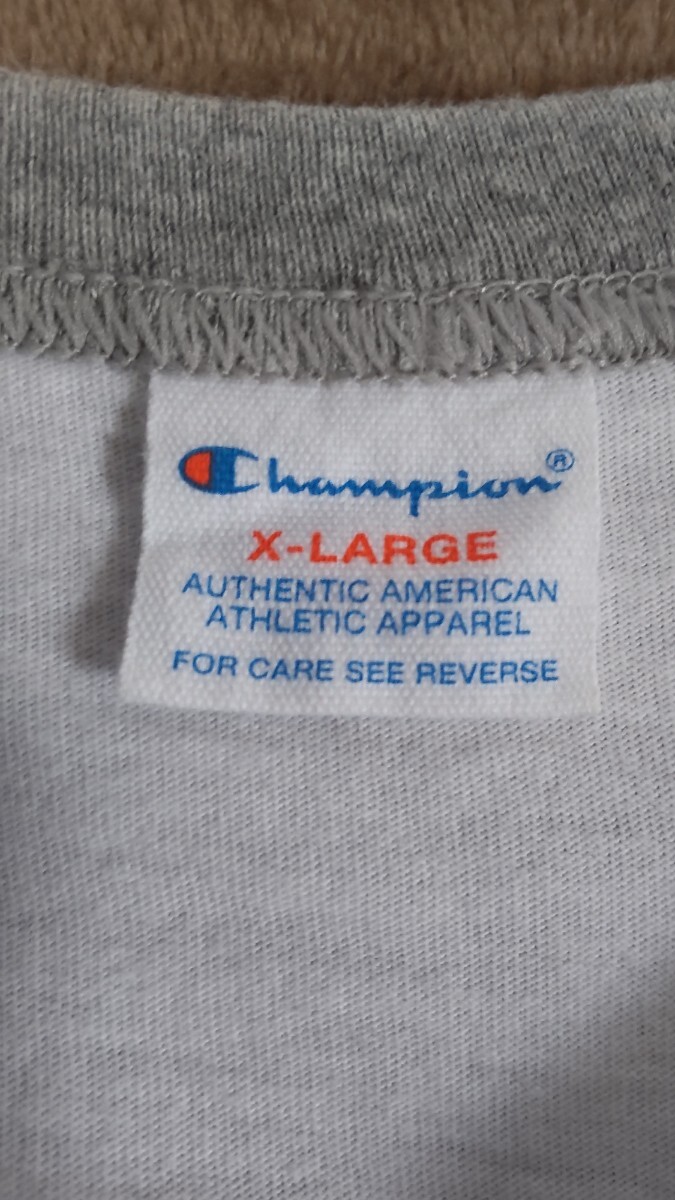 Champion®
X-LARGE
AUTHENTIC AMERICAN
ATHLETIC APPAREL
FOR CARE SEE REVERSE